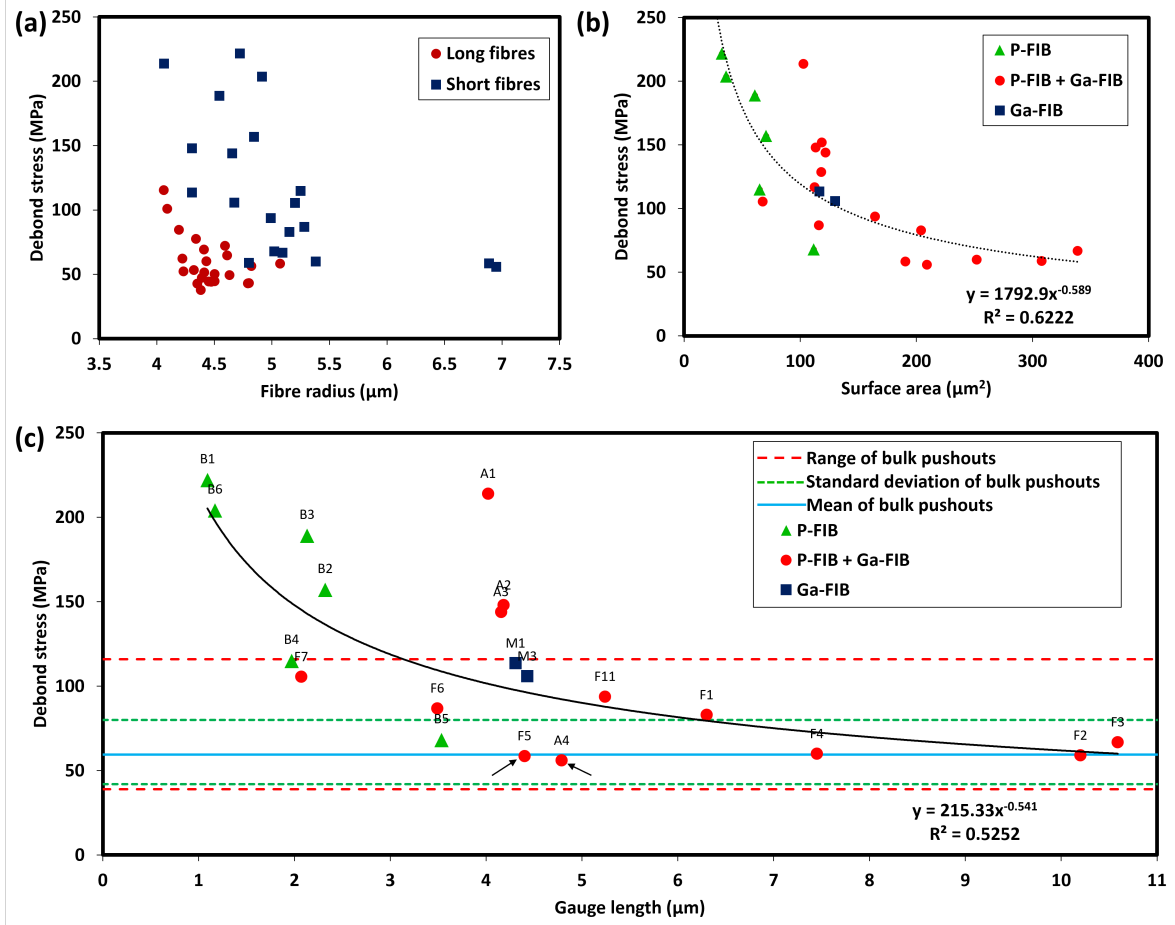 (a)
250
200
150
100
50
0
Debond stress (MPa)
Long fibres
Short fibres
3.5 4 4.5 5 5.5 6 6.5 7 7.5
Fibre radius (µm)
(b)
250
200
150
100
50
0
Debond stress (MPa)
P-FIB
P-FIB + Ga-FIB
Ga-FIB
y = 1792.9x^-0.589
R² = 0.6222
0 100 200 300 400
Surface area (µm²)
(c)
250
200
150
100
50
0
Debond stress (MPa)
Range of bulk pushouts
Standard deviation of bulk pushouts
Mean of bulk pushouts
P-FIB
P-FIB + Ga-FIB
Ga-FIB
B1
B6
B3
B2
B4
F7
A1
A2
A3
M1
M3
F6
B5
F11
F1
F5
A4
F4
F2
F3
y = 215.33x^-0.541
R² = 0.5252
0 1 2 3 4 5 6 7 8 9 10 11
Gauge length (µm)